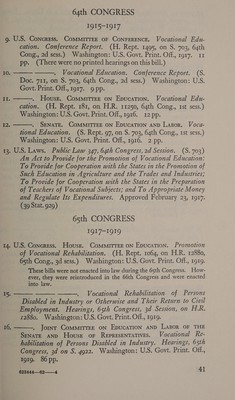 64th CONGRESS
1915–1917
9. U.S. CONGRESS. COMMITTEE OF CONFERENCE. Vocational Edu-
cation. Conference Report. (H. Rept. 1495, on S. 703, 64th
Cong., 2d sess.) Washington: U.S. Govt. Print. Off., 1917. 11
pp. (There were no printed hearings on this bill.)
10. ———. ———, Vocational Education. Conference Report. (S.
Doc. 711, on S. 703, 64th Cong., 2d sess.) Washington: U.S.
Govt. Print. Off., 1917. 9 pp.
11. ———. HOUSE. COMMITTEE ON EDUCATION. Vocational Edu-
cation. (H. Rept. 181, on H.R. 11250, 64th Cong., 1st sess.)
Washington: U.S. Govt. Print. Off., 1916. 12 pp.
12. ———. SENATE. COMMITTEE ON EDUCATION AND LABOR. Voca-
tional Education. (S. Rept. 97, on S. 703, 64th Cong., 1st sess.)
Washington: U.S. Govt. Print. Off., 1916. 2 pp.
13. U.S. LAWS. Public Law 347, 64th Congress, 2d Session. (S. 703)
An Act to Provide for the Promotion of Vocational Education:
To Provide for Cooperation with the States in the Promotion of
Such Education in Agriculture and the Trades and Industries;
To Provide for Cooperation with the States in the Preparation
of Teachers of Vocational Subjects; and To Appropriate Money
and Regulate Its Expenditures. Approved February 23, 1917.
(39 Stat. 929)
65th CONGRESS
1917–1919
14. U.S. CONGRESS. HOUSE. COMMITTEE ON EDUCATION. Promotion
of Vocational Rehabilitation. (H. Rept. 1064, on H.R. 12880,
65th Cong., 3d sess.) Washington: U.S. Govt. Print. Off., 1919.
These bills were not enacted into law during the 65th Congress. How-
ever, they were reintroduced in the 66th Congress and were enacted
into law.
15. ———. ———. ———. Vocational Rehabilitation of Persons
Disabled in Industry or Otherwise and Their Return to Civil
Employment. Hearings, 65th Congress, 3d Session, on H.R.
12880. Washington: U.S. Govt. Print. Off., 1919.
16. ———. JOINT COMMITTEE ON EDUCATION AND LABOR OF THE
SENATE AND HOUSE OF REPRESENTATIVES. Vocational Re-
habilitation of Persons Disabled in Industry. Hearings, 65th
Congress, 3d on S. 4922. Washington: U.S. Govt. Print. Off.,
1919. 86 pp.
41